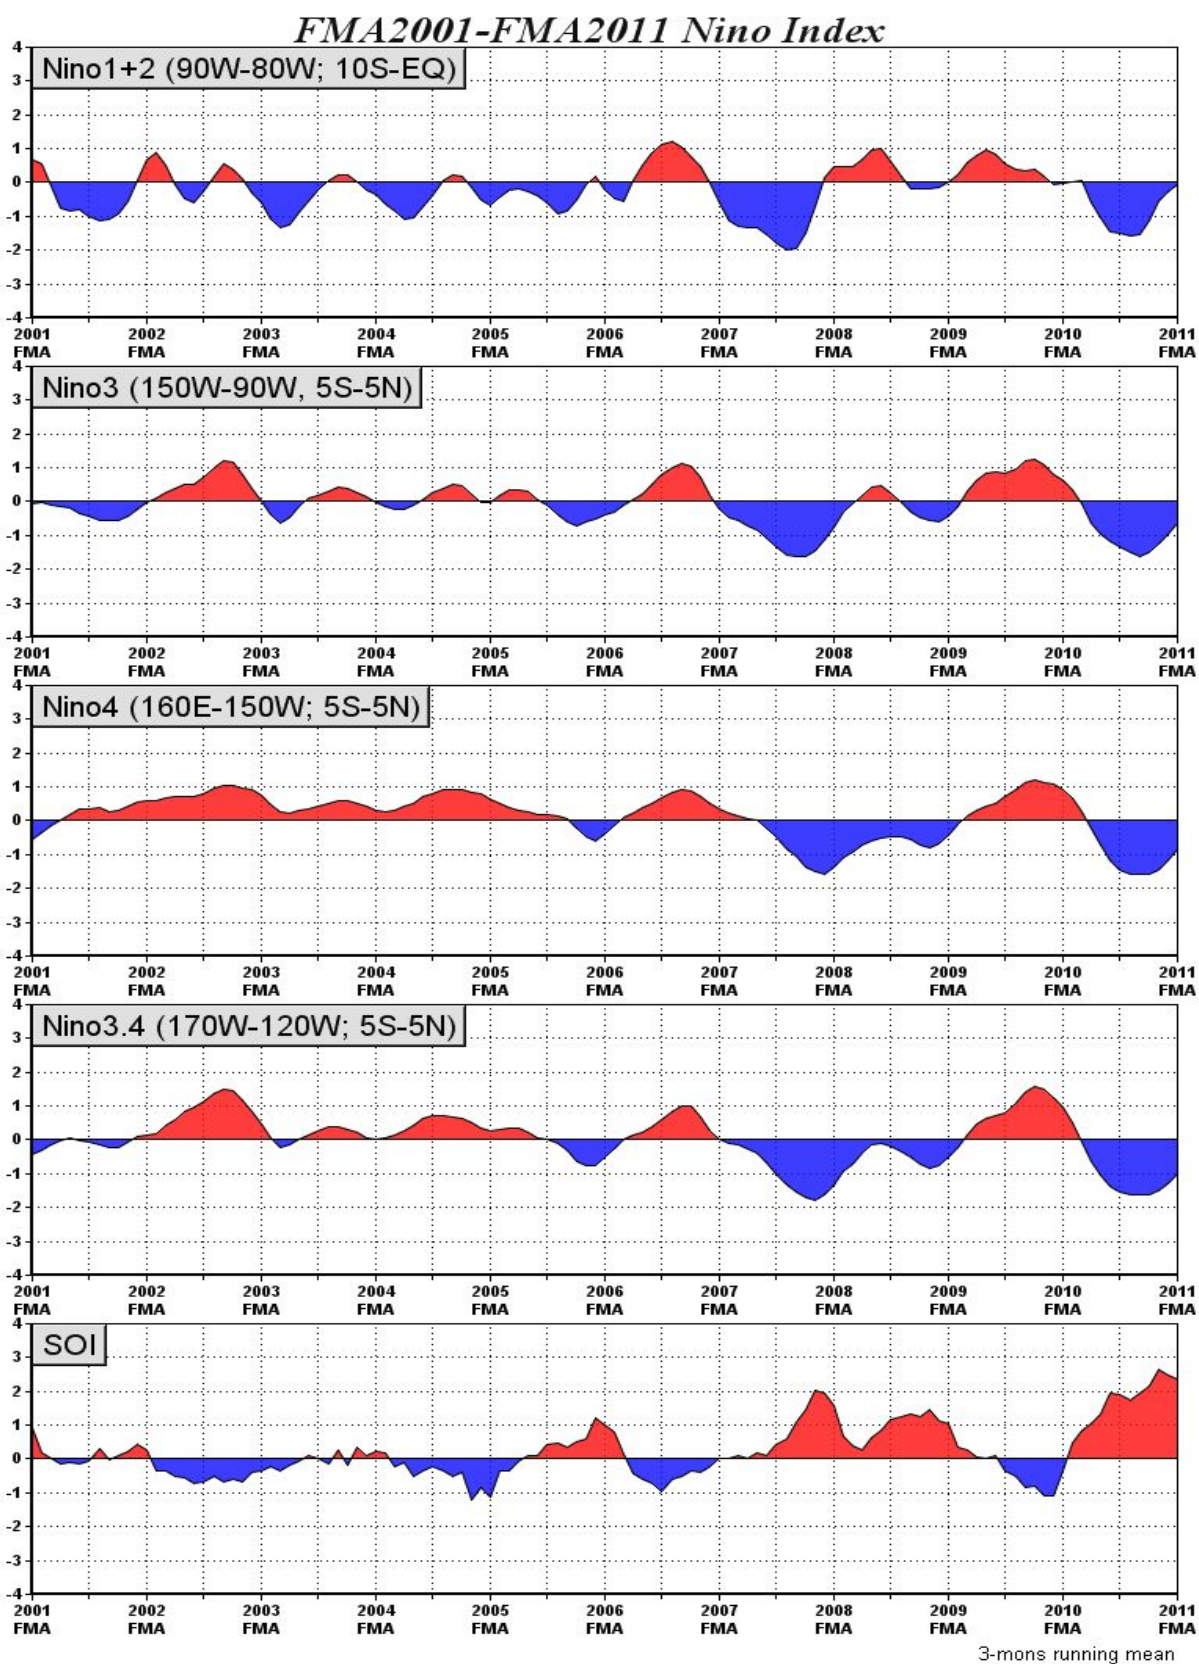 FMA2001-FMA2011 Nino Index
Nino1+2 (90W-80W; 10S-EQ)
4
3
2
1
0
-1
-2
-3
-4
2001 2002 2003 2004 2005 2006 2007 2008 2009 2010 2011
FMA FMA FMA FMA FMA FMA FMA FMA FMA FMA FMA
Nino3 (150W-90W, 5S-5N)
4
3
2
1
0
-1
-2
-3
-4
2001 2002 2003 2004 2005 2006 2007 2008 2009 2010 2011
FMA FMA FMA FMA FMA FMA FMA FMA FMA FMA FMA
Nino4 (160E-150W; 5S-5N)
4
3
2
1
0
-1
-2
-3
-4
2001 2002 2003 2004 2005 2006 2007 2008 2009 2010 2011
FMA FMA FMA FMA FMA FMA FMA FMA FMA FMA FMA
Nino3.4 (170W-120W; 5S-5N)
4
3
2
1
0
-1
-2
-3
-4
2001 2002 2003 2004 2005 2006 2007 2008 2009 2010 2011
FMA FMA FMA FMA FMA FMA FMA FMA FMA FMA FMA
SOI
4
3
2
1
0
-1
-2
-3
-4
2001 2002 2003 2004 2005 2006 2007 2008 2009 2010 2011
FMA FMA FMA FMA FMA FMA FMA FMA FMA FMA FMA
3-mons running mean